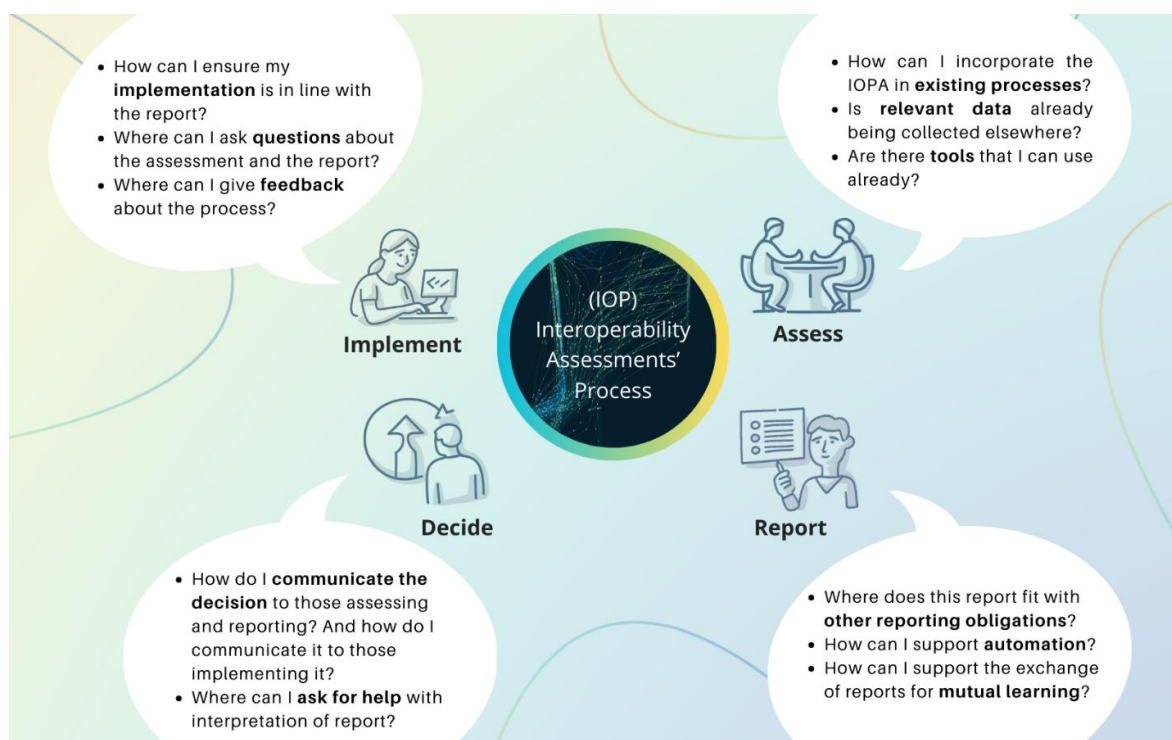 • How can I ensure my
implementation is in line with
the report?
• Where can I ask questions about
the assessment and the report?
• Where can I give feedback
about the process?
• How can I incorporate the
IOPA in existing processes?
• Is relevant data already
being collected elsewhere?
• Are there tools that I can use
already?
Implement
(IOP)
Interoperability
Assessments’
Process
Assess
Decide
Report
• How do I communicate the
decision to those assessing
and reporting? And how do I
communicate it to those
implementing it?
• Where can I ask for help with
interpretation of report?
• Where does this report fit with
other reporting obligations?
• How can I support automation?
• How can I support the exchange
of reports for mutual learning?